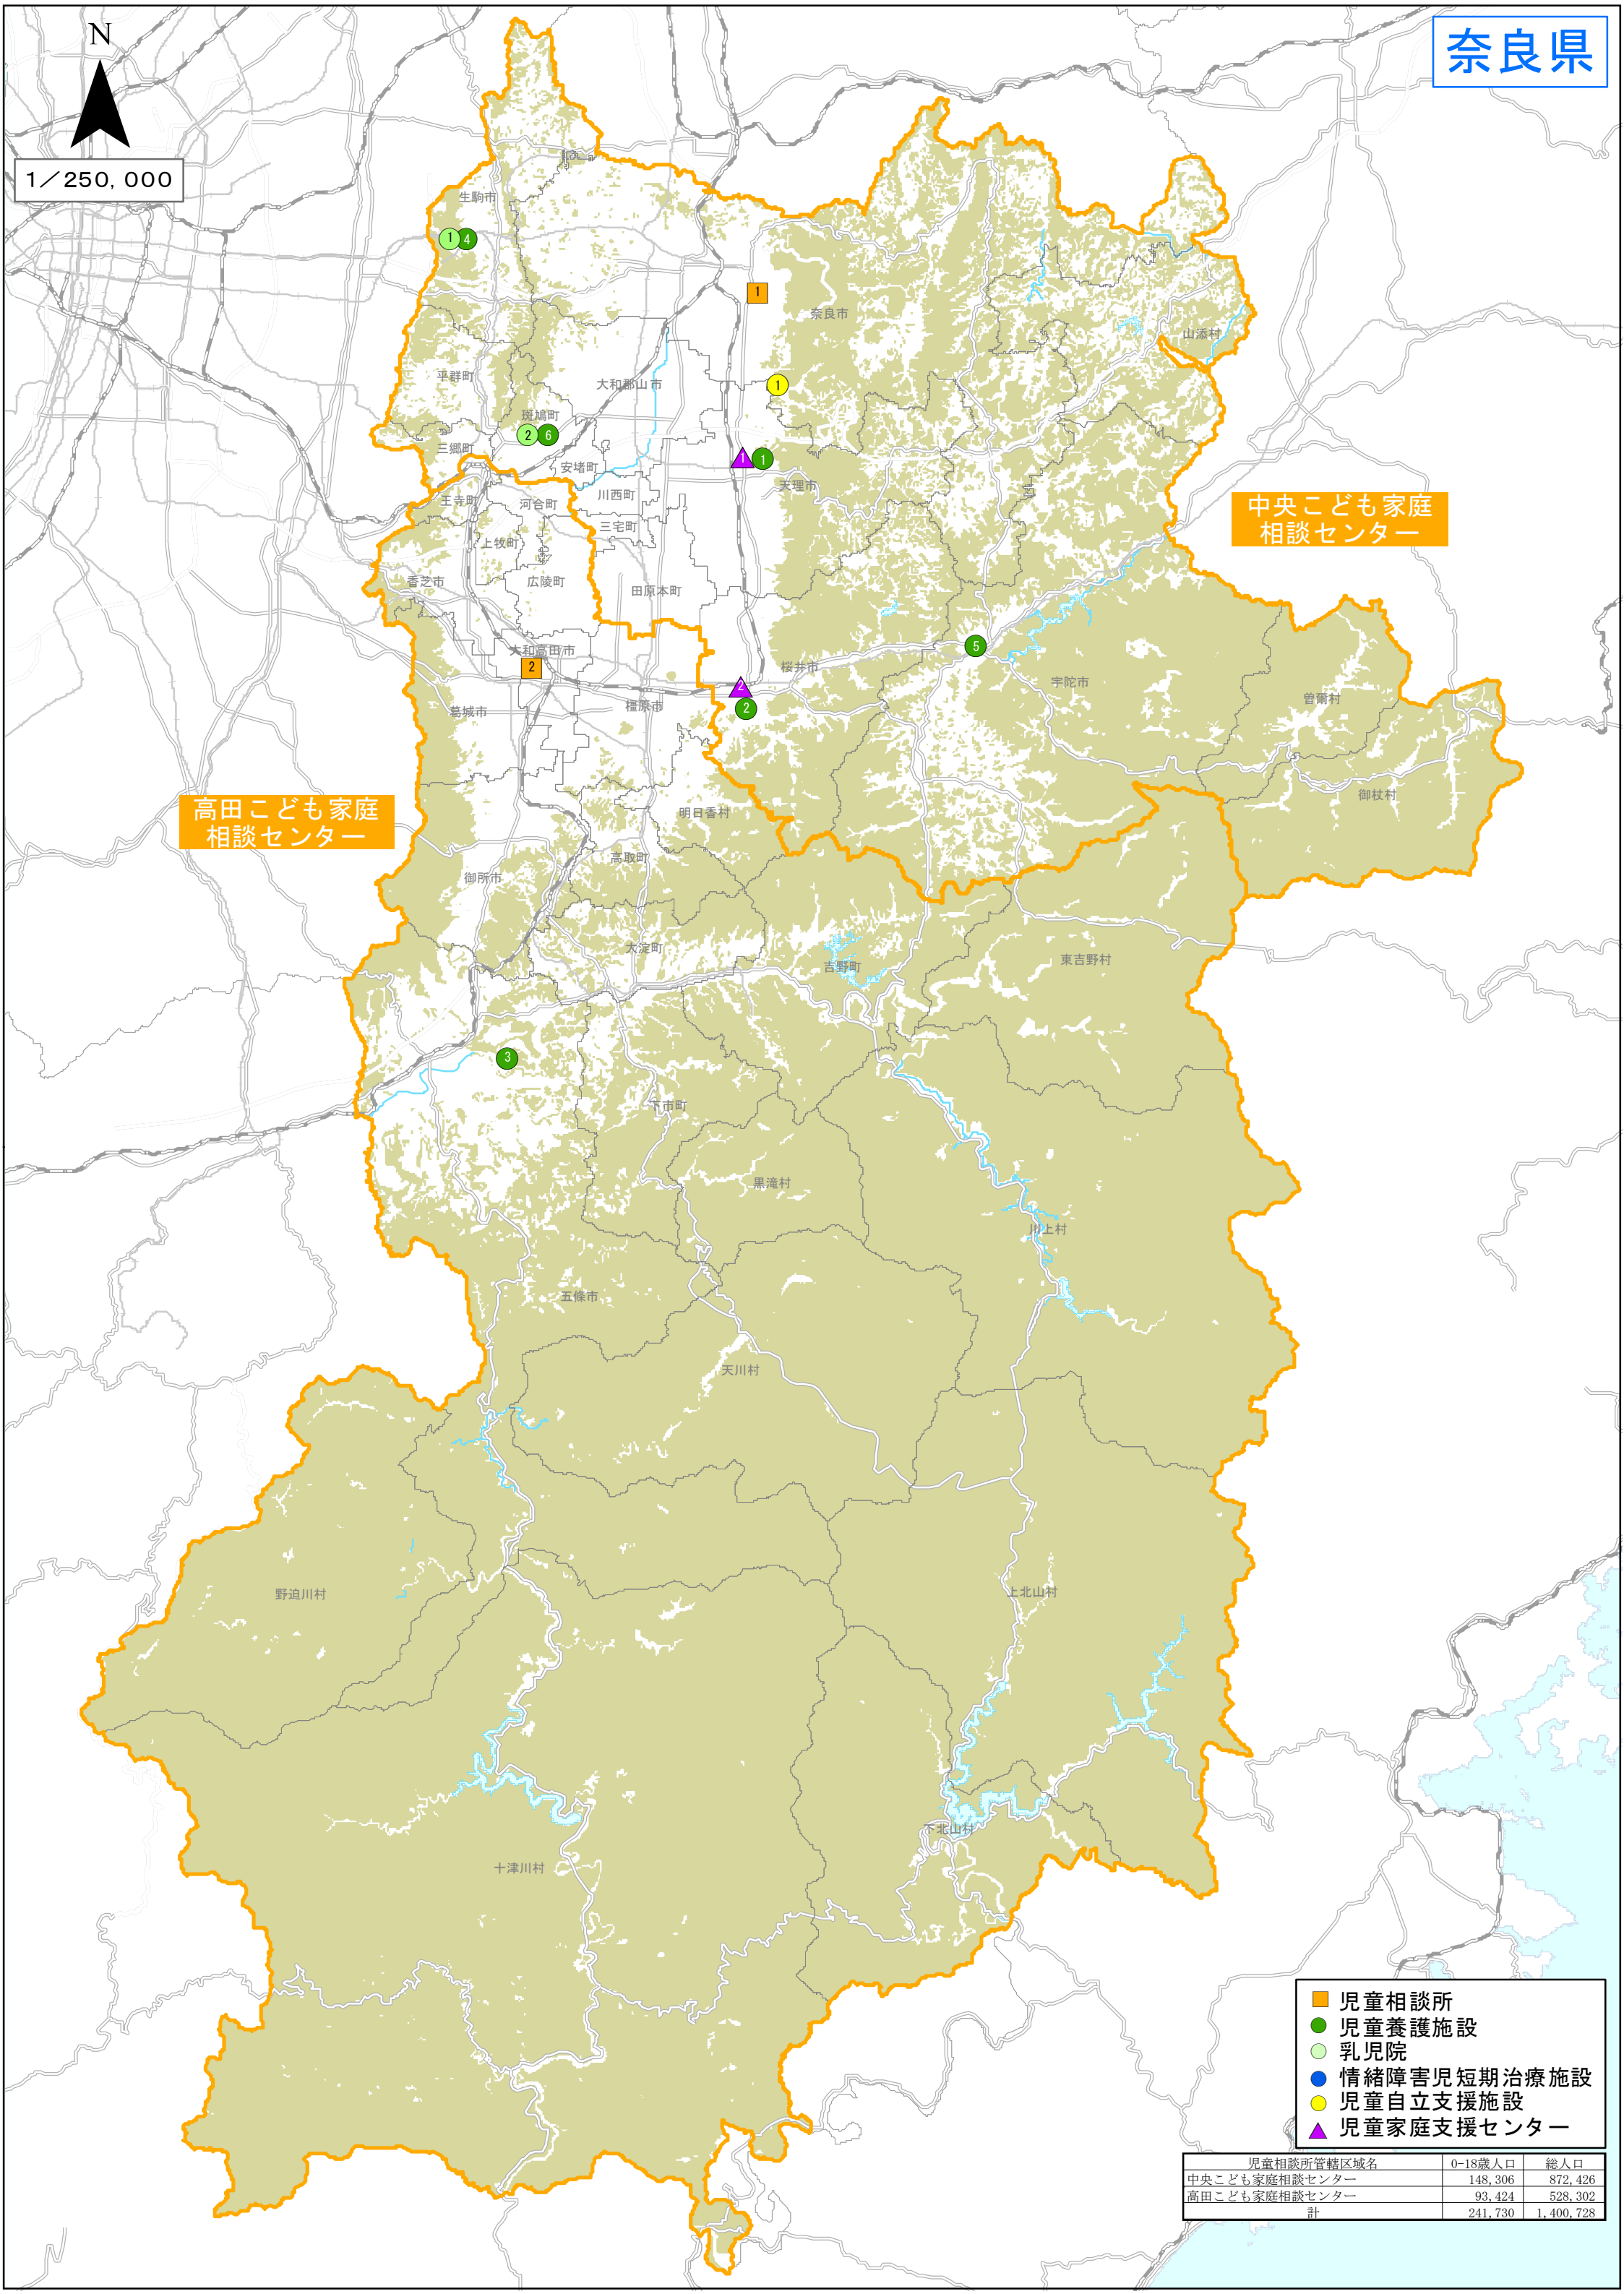 N
奈良県
1／250,000
生駒市
1
4
1
奈良市
山添村
平群町
大和郡山市
1
斑鳩町
2
6
三郷町
安堵町
1
1
天理市
王寺町
河合町
川西町
三宅町
中央こども家庭
相談センター
上牧町
香芝市
広陵町
田原本町
大和高田市
2
5
桜井市
宇陀市
2
2
葛城市
橿原市
曽爾村
御杖村
高田こども家庭
相談センター
明日香村
高取町
御所市
大淀町
吉野町
東吉野村
3
下市町
黒滝村
川上村
五條市
天川村
野迫川村
上北山村
下北山村
十津川村
児童相談所
児童養護施設
乳児院
情緒障害児短期治療施設
児童自立支援施設
児童家庭支援センター
児童相談所管轄区域名 0-18歳人口 総人口
中央こども家庭相談センター 148,306 872,426
高田こども家庭相談センター 93,424 528,302
計 241,730 1,400,728